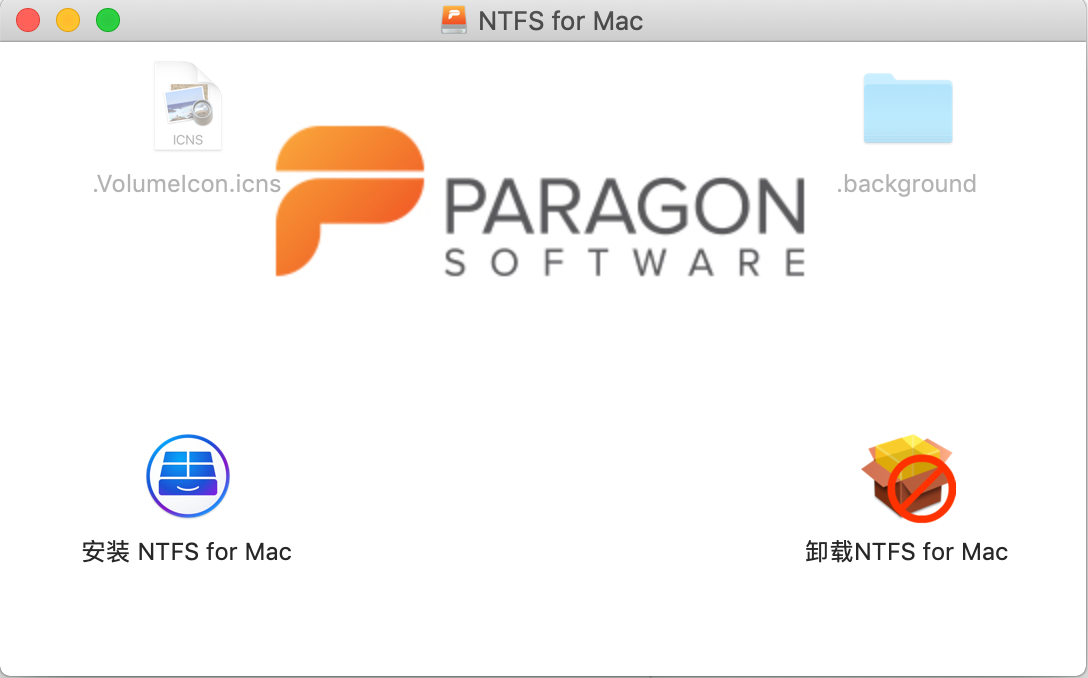 NTFS for Mac
ICNS
.VolumeIcon.icns
.background
PARAGON
SOFTWARE
安装 NTFS for Mac
卸载NTFS for Mac